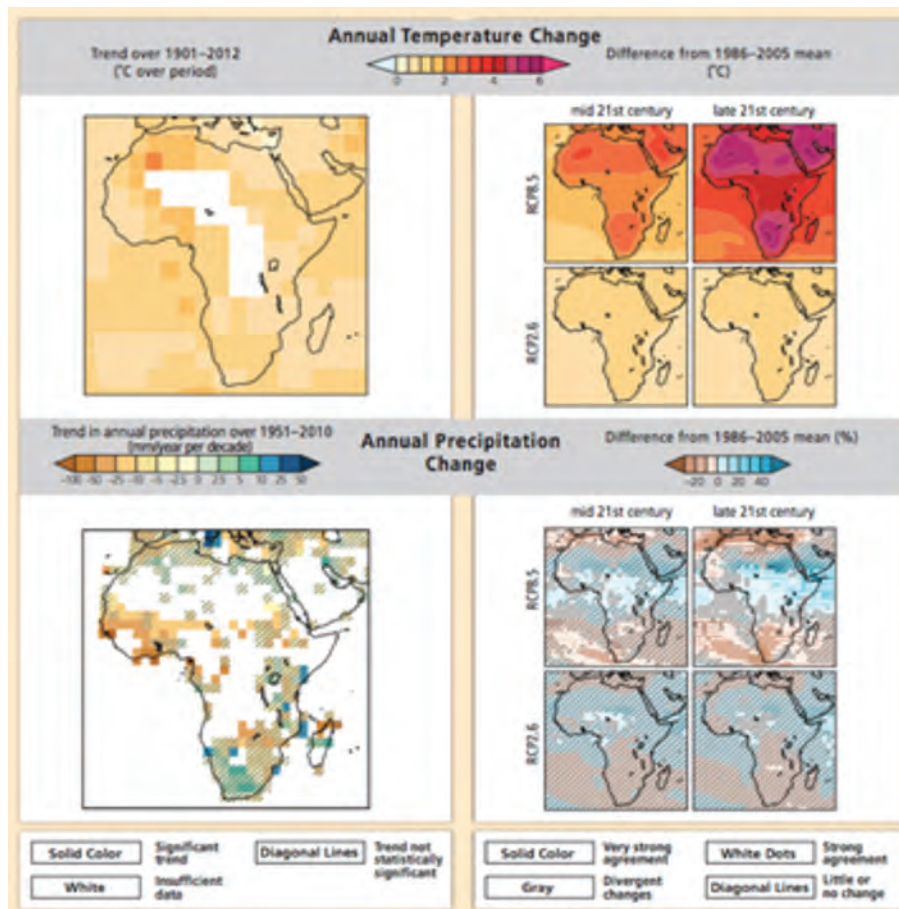 Annual Temperature Change
Trend over 1901–2012
(°C over period)
0 2 4 6
Difference from 1986–2005 mean
(°C)
mid 21st century
late 21st century
RCP8.5
RCP2.6
Trend in annual precipitation over 1951–2010
(mm/year per decade)
–100 –50 –25 –10 –5 –2.5 0 2.5 5 10 25 50
Annual Precipitation
Change
Difference from 1986–2005 mean (%)
–20 0 20 40
mid 21st century
late 21st century
RCP8.5
RCP2.6
Solid Color
Significant
trend
Diagonal Lines
Trend not
statistically
significant
White
Insufficient
data
Solid Color
Very strong
agreement
White Dots
Strong
agreement
Gray
Divergent
changes
Diagonal Lines
Little or
no change